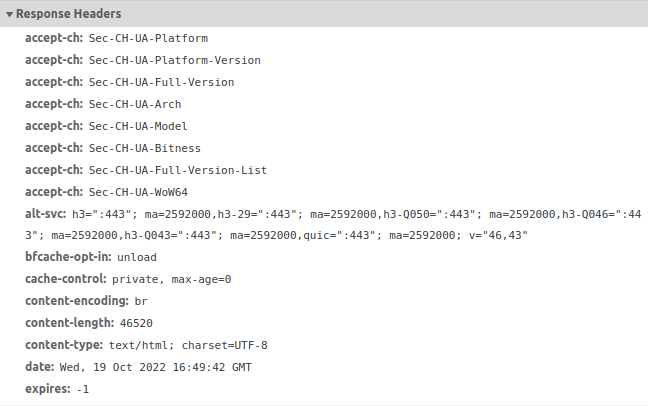 Response Headers
accept-ch: Sec-CH-UA-Platform
accept-ch: Sec-CH-UA-Platform-Version
accept-ch: Sec-CH-UA-Full-Version
accept-ch: Sec-CH-UA-Arch
accept-ch: Sec-CH-UA-Model
accept-ch: Sec-CH-UA-Bitness
accept-ch: Sec-CH-UA-Full-Version-List
accept-ch: Sec-CH-UA-WoW64
alt-svc: h3=":443"; ma=2592000,h3-29=":443"; ma=2592000,h3-Q050=":443"; ma=2592000,h3-Q046=":44
3"; ma=2592000,h3-Q043=":443"; ma=2592000,quic=":443"; ma=2592000; v="46,43"
bfcache-opt-in: unload
cache-control: private, max-age=0
content-encoding: br
content-length: 46520
content-type: text/html; charset=UTF-8
date: Wed, 19 Oct 2022 16:49:42 GMT
expires: -1